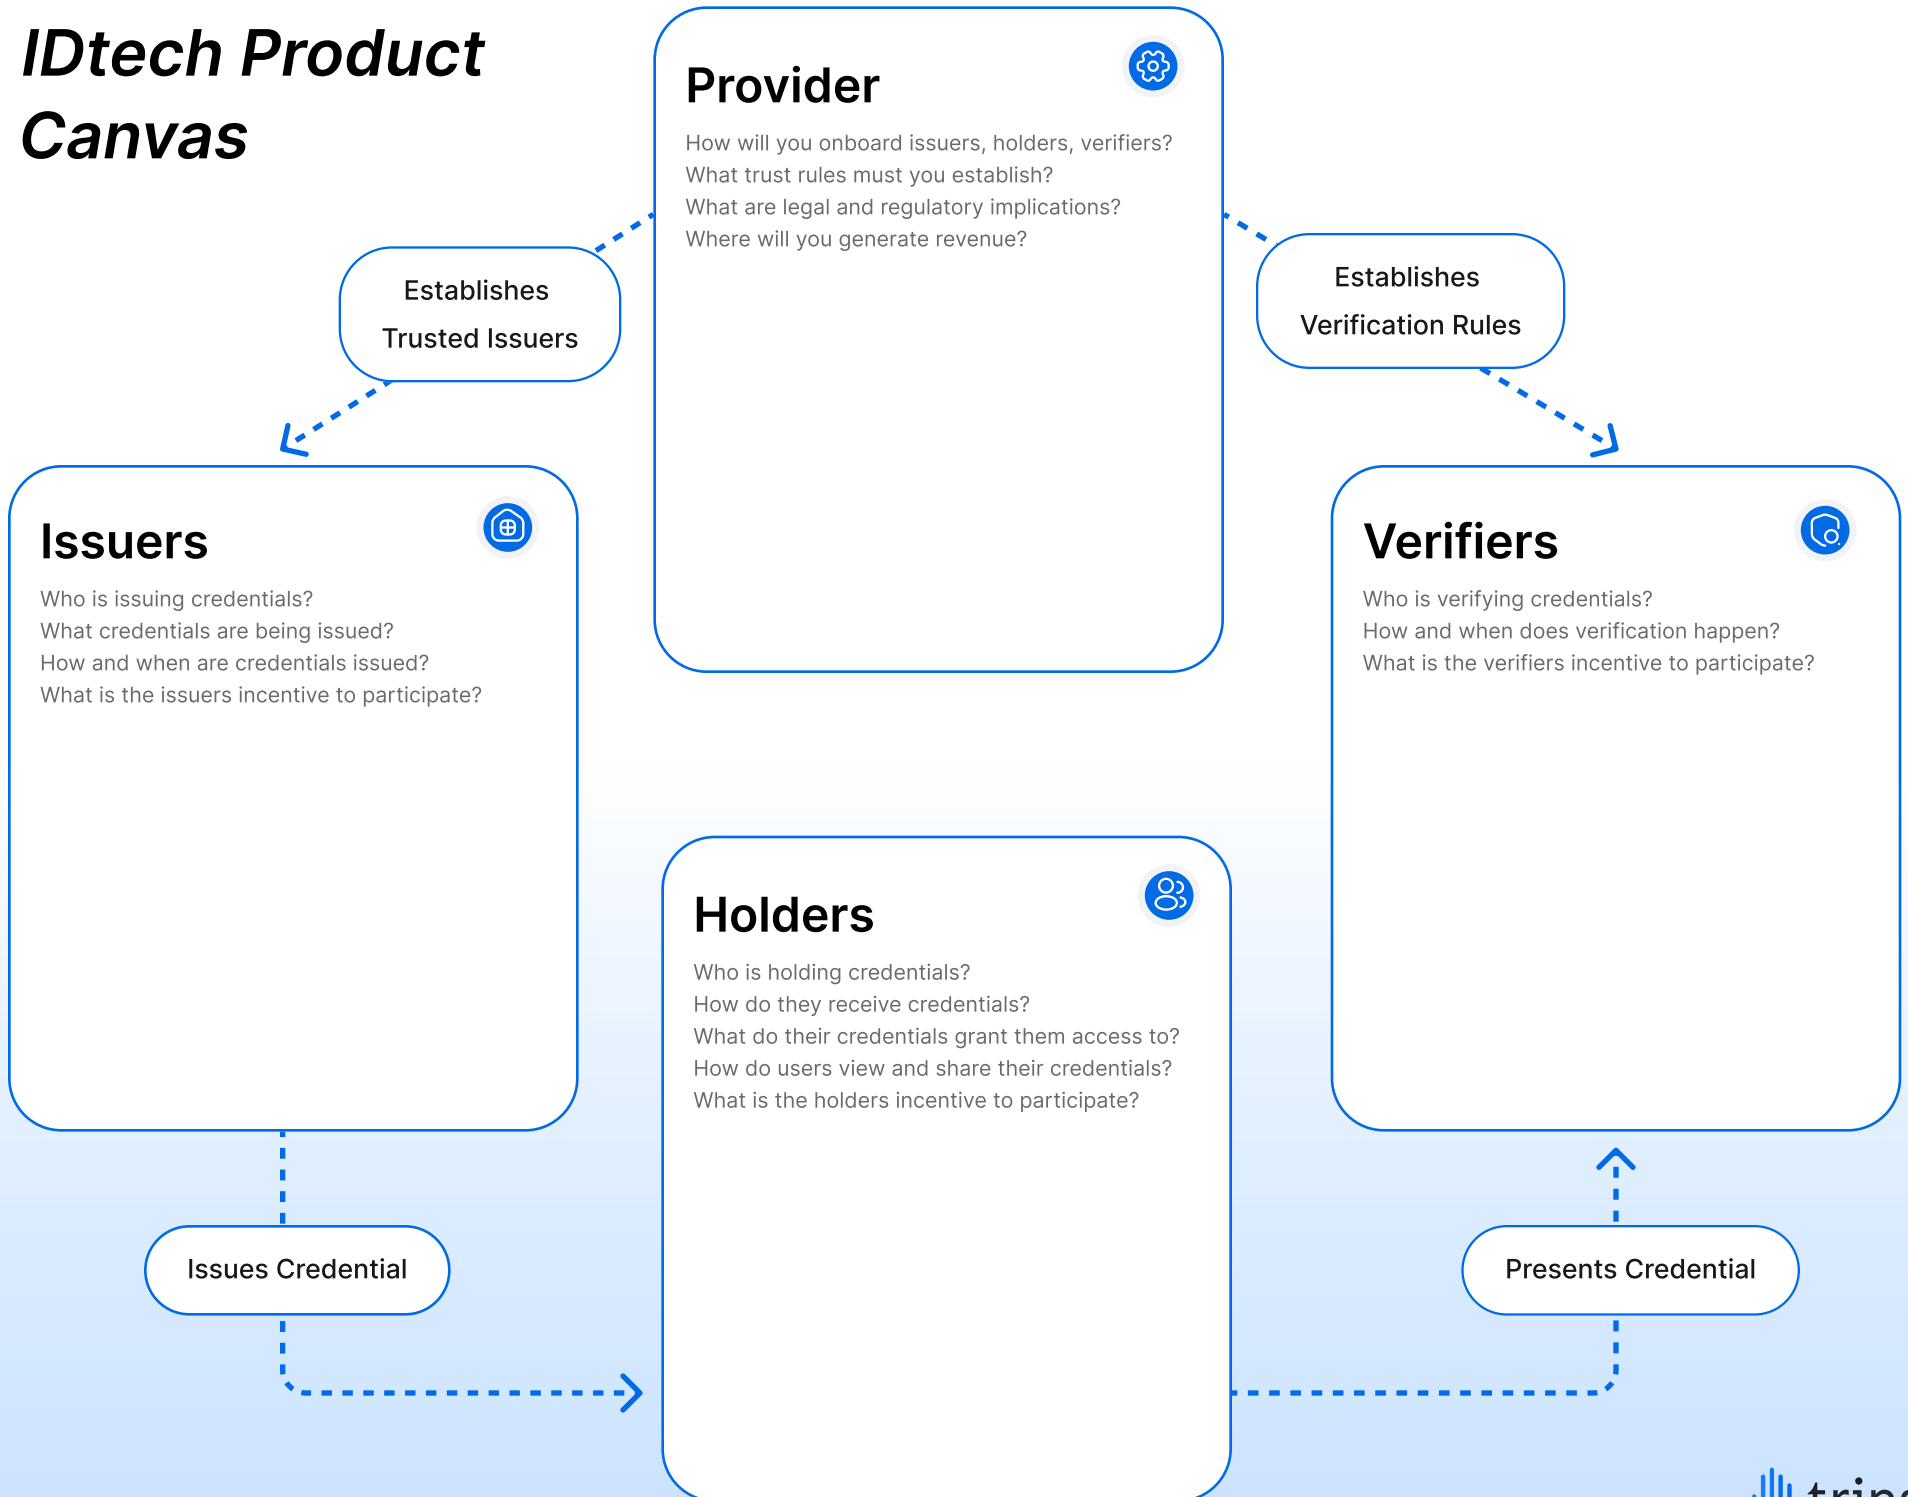 IDtech Product
Canvas
Provider
How will you onboard issuers, holders, verifiers?
What trust rules must you establish?
What are legal and regulatory implications?
Where will you generate revenue?
Establishes
Trusted Issuers
Establishes
Verification Rules
Issuers
Who is issuing credentials?
What credentials are being issued?
How and when are credentials issued?
What is the issuers incentive to participate?
Verifiers
Who is verifying credentials?
How and when does verification happen?
What is the verifiers incentive to participate?
Holders
Who is holding credentials?
How do they receive credentials?
What do their credentials grant them access to?
How do users view and share their credentials?
What is the holders incentive to participate?
Issues Credential
Presents Credential